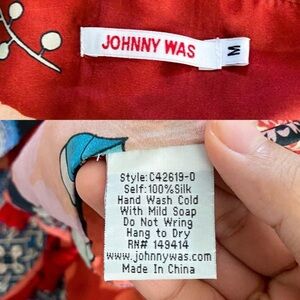 JOHNNY WAS
M
Style:C42619-O
Self:100%Silk
Hand Wash Cold
With Mild Soap
Do Not Wring
Hang to Dry
RN# 149414
www.johnnywas.com
Made In China